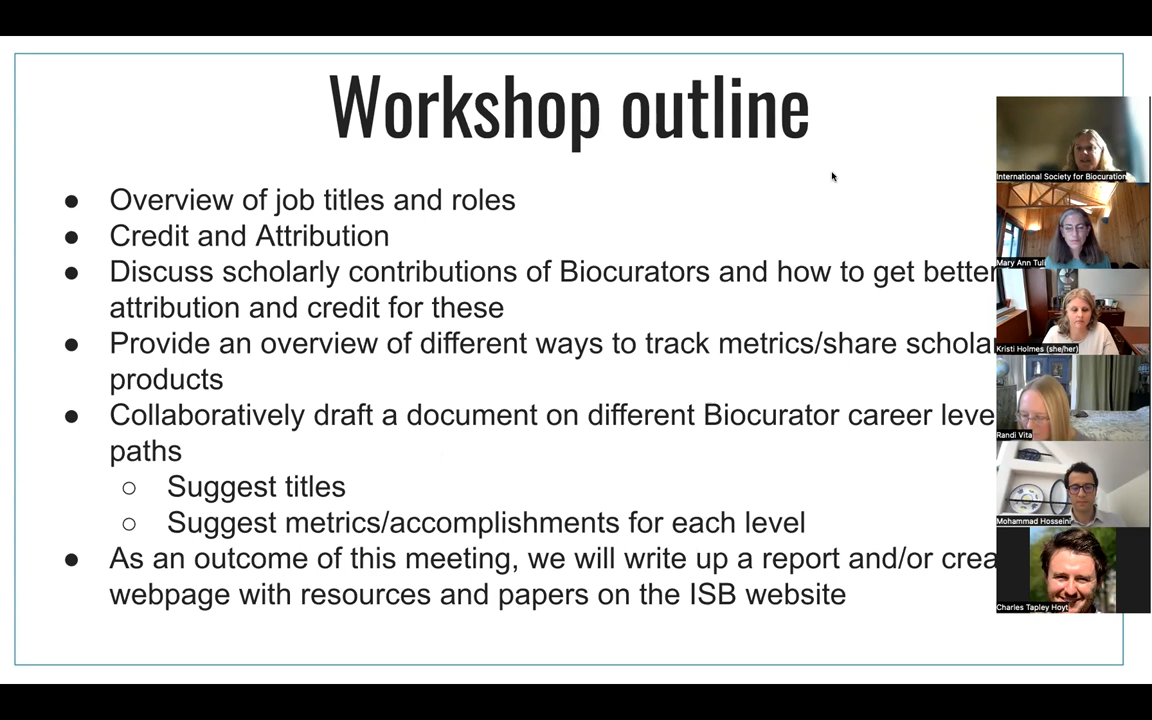 Workshop outline
● Overview of job titles and roles
● Credit and Attribution
● Discuss scholarly contributions of Biocurators and how to get better
attribution and credit for these
● Provide an overview of different ways to track metrics/share schola
products
● Collaboratively draft a document on different Biocurator career leve
paths
○ Suggest titles
○ Suggest metrics/accomplishments for each level
● As an outcome of this meeting, we will write up a report and/or crea
webpage with resources and papers on the ISB website
International Society for Biocuration
Mary Ann Tuli
Kristi Holmes (she/her)
Randi Vita
Mohammad Hosseini
Charles Tapley Hoyt